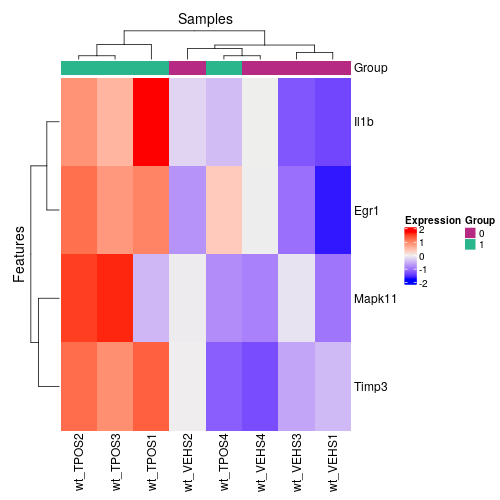 Samples
Group
Il1b
Egr1
Mapk11
Timp3
Features
wt_TPOS2
wt_TPOS3
wt_TPOS1
wt_VEHS2
wt_TPOS4
wt_VEHS4
wt_VEHS3
wt_VEHS1
Expression
2
1
0
-1
-2
Group
0
1